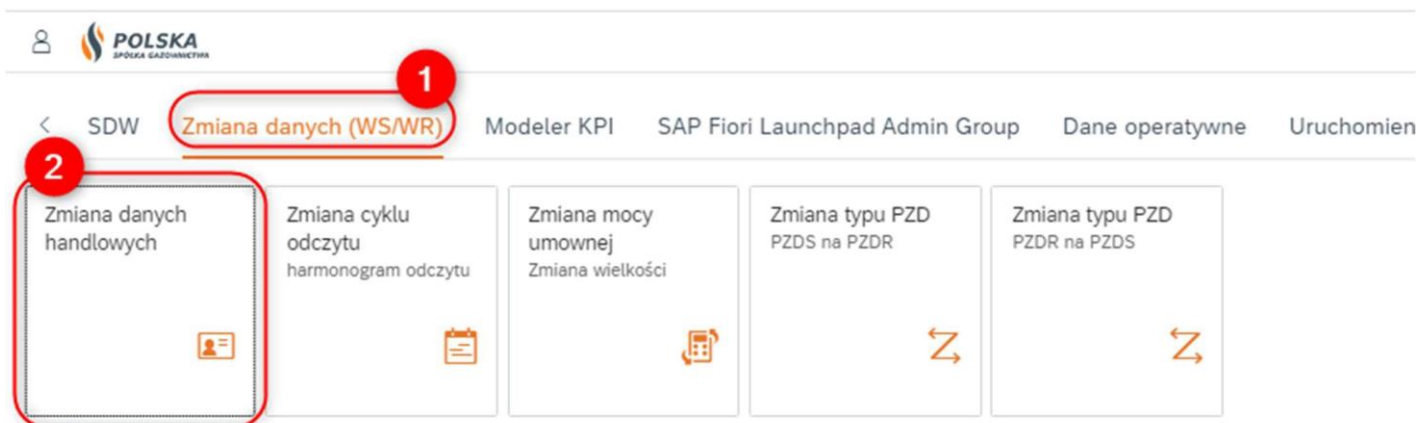 POLSKA
SPÓŁKA GAZOWNICTWA
1
SDW Zmiana danych (WS/WR) Modeler KPI SAP Fiori Launchpad Admin Group Dane operatywne Uruchomien
2
Zmiana danych
handlowych
Zmiana cyklu
odczytu
harmonogram odczytu
Zmiana mocy
umownej
Zmiana wielkości
Zmiana typu PZD
PZDS na PZDR
Zmiana typu PZD
PZDR na PZDS